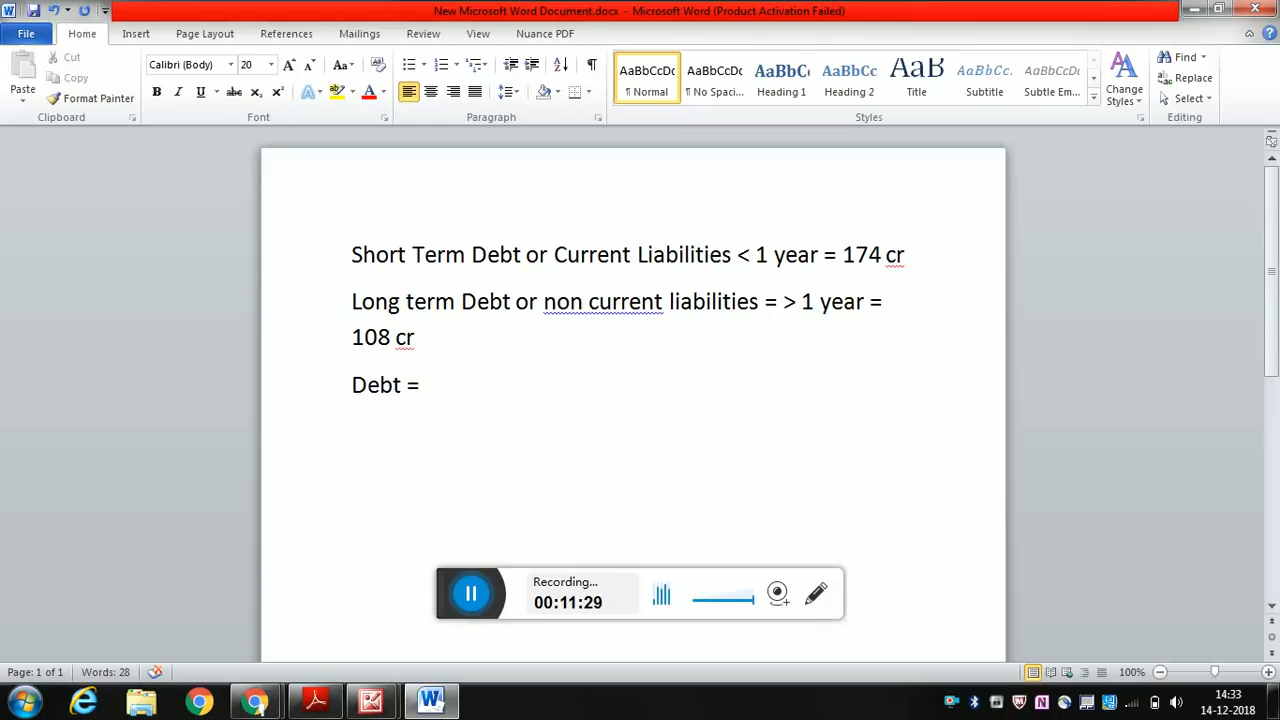 New Microsoft Word Document.docx - Microsoft Word (Product Activation Failed)
File Home Insert Page Layout References Mailings Review View Nuance PDF
Paste
Cut
Copy
Format Painter
Clipboard
Calibri (Body) 20
Font
Paragraph
AaBbCcDc AaBbCcDc AaBbCc AaBbCc AaB AaBbCc. AaBbCcDc
¶ Normal ¶ No Spaci... Heading 1 Heading 2 Title Subtitle Subtle Em...
Styles
Change Styles
Find
Replace
Select
Editing
Short Term Debt or Current Liabilities < 1 year = 174 cr
Long term Debt or non current liabilities = > 1 year =
108 cr
Debt =
Recording...
00:11:29
Page: 1 of 1 Words: 28 100%
14:33
14-12-2018